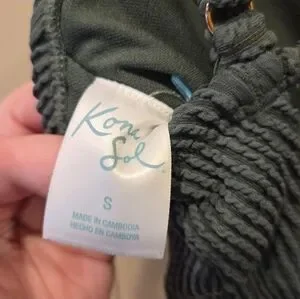 Kona
Sol
S
MADE IN CAMBODIA
HECHO EN CAMBOYA